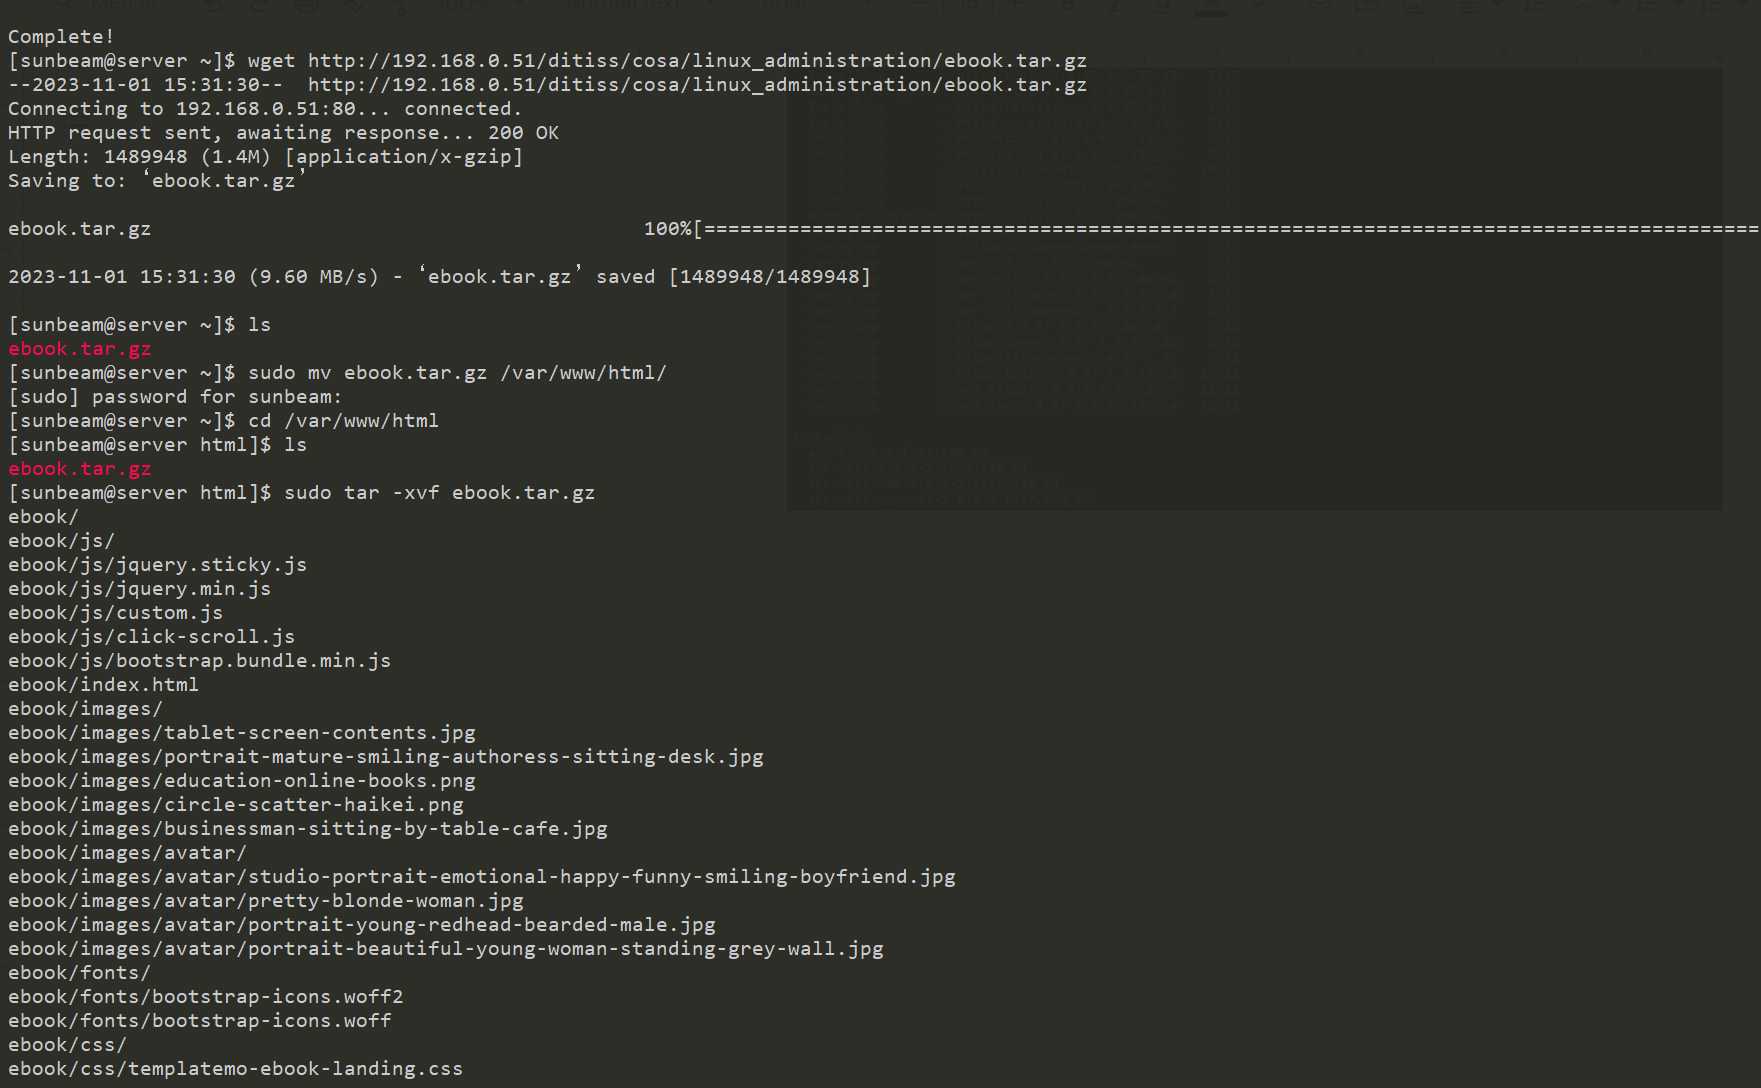 Complete!
[sunbeam@server ~]$ wget http://192.168.0.51/ditiss/cosa/linux_administration/ebook.tar.gz
--2023-11-01 15:31:30--  http://192.168.0.51/ditiss/cosa/linux_administration/ebook.tar.gz
Connecting to 192.168.0.51:80... connected.
HTTP request sent, awaiting response... 200 OK
Length: 1489948 (1.4M) [application/x-gzip]
Saving to: ‘ebook.tar.gz’
ebook.tar.gz 100%[========================================================================================
2023-11-01 15:31:30 (9.60 MB/s) - ‘ebook.tar.gz’ saved [1489948/1489948]
[sunbeam@server ~]$ ls
ebook.tar.gz
[sunbeam@server ~]$ sudo mv ebook.tar.gz /var/www/html/
[sudo] password for sunbeam:
[sunbeam@server ~]$ cd /var/www/html
[sunbeam@server html]$ ls
ebook.tar.gz
[sunbeam@server html]$ sudo tar -xvf ebook.tar.gz
ebook/
ebook/js/
ebook/js/jquery.sticky.js
ebook/js/jquery.min.js
ebook/js/custom.js
ebook/js/click-scroll.js
ebook/js/bootstrap.bundle.min.js
ebook/index.html
ebook/images/
ebook/images/tablet-screen-contents.jpg
ebook/images/portrait-mature-smiling-authoress-sitting-desk.jpg
ebook/images/education-online-books.png
ebook/images/circle-scatter-haikei.png
ebook/images/businessman-sitting-by-table-cafe.jpg
ebook/images/avatar/
ebook/images/avatar/studio-portrait-emotional-happy-funny-smiling-boyfriend.jpg
ebook/images/avatar/pretty-blonde-woman.jpg
ebook/images/avatar/portrait-young-redhead-bearded-male.jpg
ebook/images/avatar/portrait-beautiful-young-woman-standing-grey-wall.jpg
ebook/fonts/
ebook/fonts/bootstrap-icons.woff2
ebook/fonts/bootstrap-icons.woff
ebook/css/
ebook/css/templatemo-ebook-landing.css